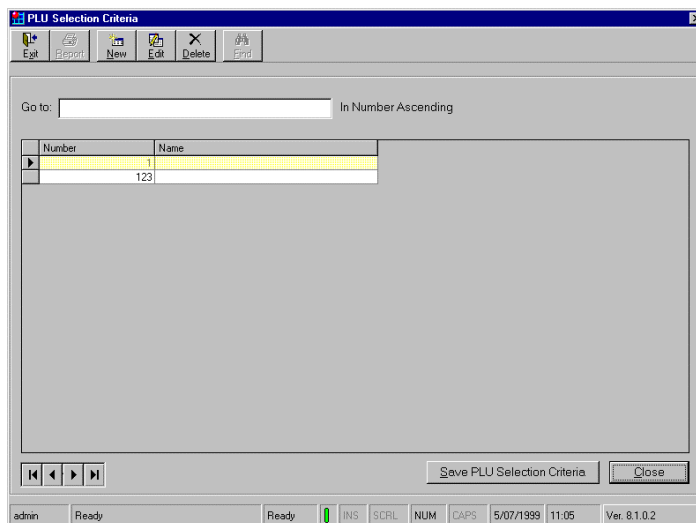 PLU Selection Criteria
Exit Report New Edit Delete Find
Go to: In Number Ascending
Number Name
1
123
Save PLU Selection Criteria Close
admin Ready Ready INS SCRL NUM CAPS 5/07/1999 11:05 Ver. 8.1.0.2